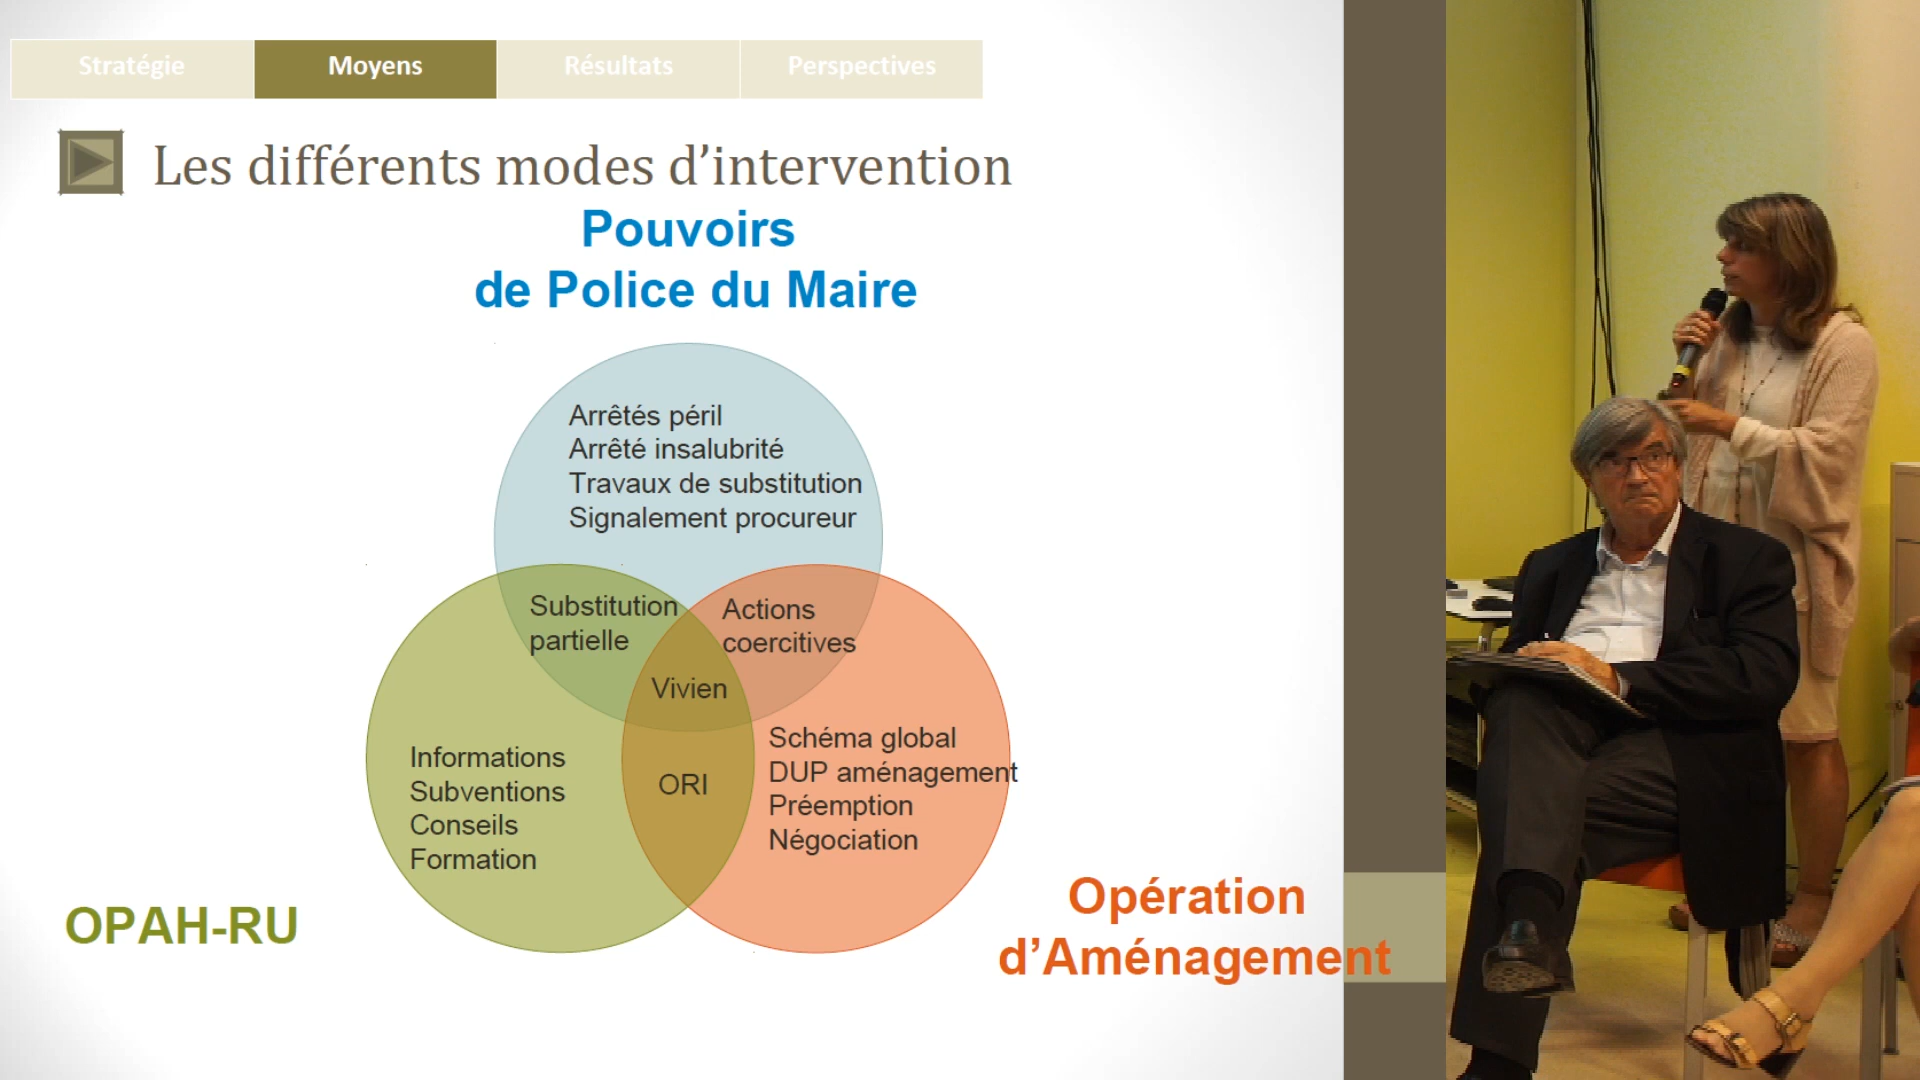 Stratégie
Moyens
Résultats
Perspectives
Les différents modes d’intervention
Pouvoirs
de Police du Maire
Arrêtés péril
Arrêté insalubrité
Travaux de substitution
Signalement procureur
Substitution
partielle
Actions
coercitives
Vivien
ORI
Informations
Subventions
Conseils
Formation
Schéma global
DUP aménagement
Préemption
Négociation
OPAH-RU
Opération
d’Aménagement